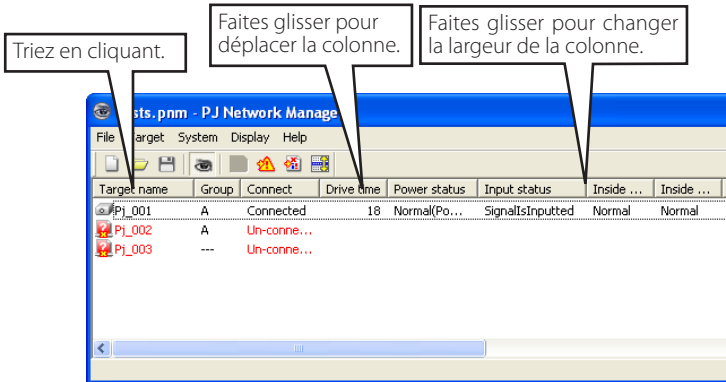 Faites glisser pour
déplacer la colonne.
Faites glisser pour changer
la largeur de la colonne.
Triez en cliquant.
sts.pnm - PJ Network Manage
File Target System Display Help
Target name Group Connect Drive time Power status Input status Inside ... Inside ...
Pj_001 A Connected 18 Normal(Po... SignalIsInputted Normal Normal
Pj_002 A Un-conne...
Pj_003 --- Un-conne...